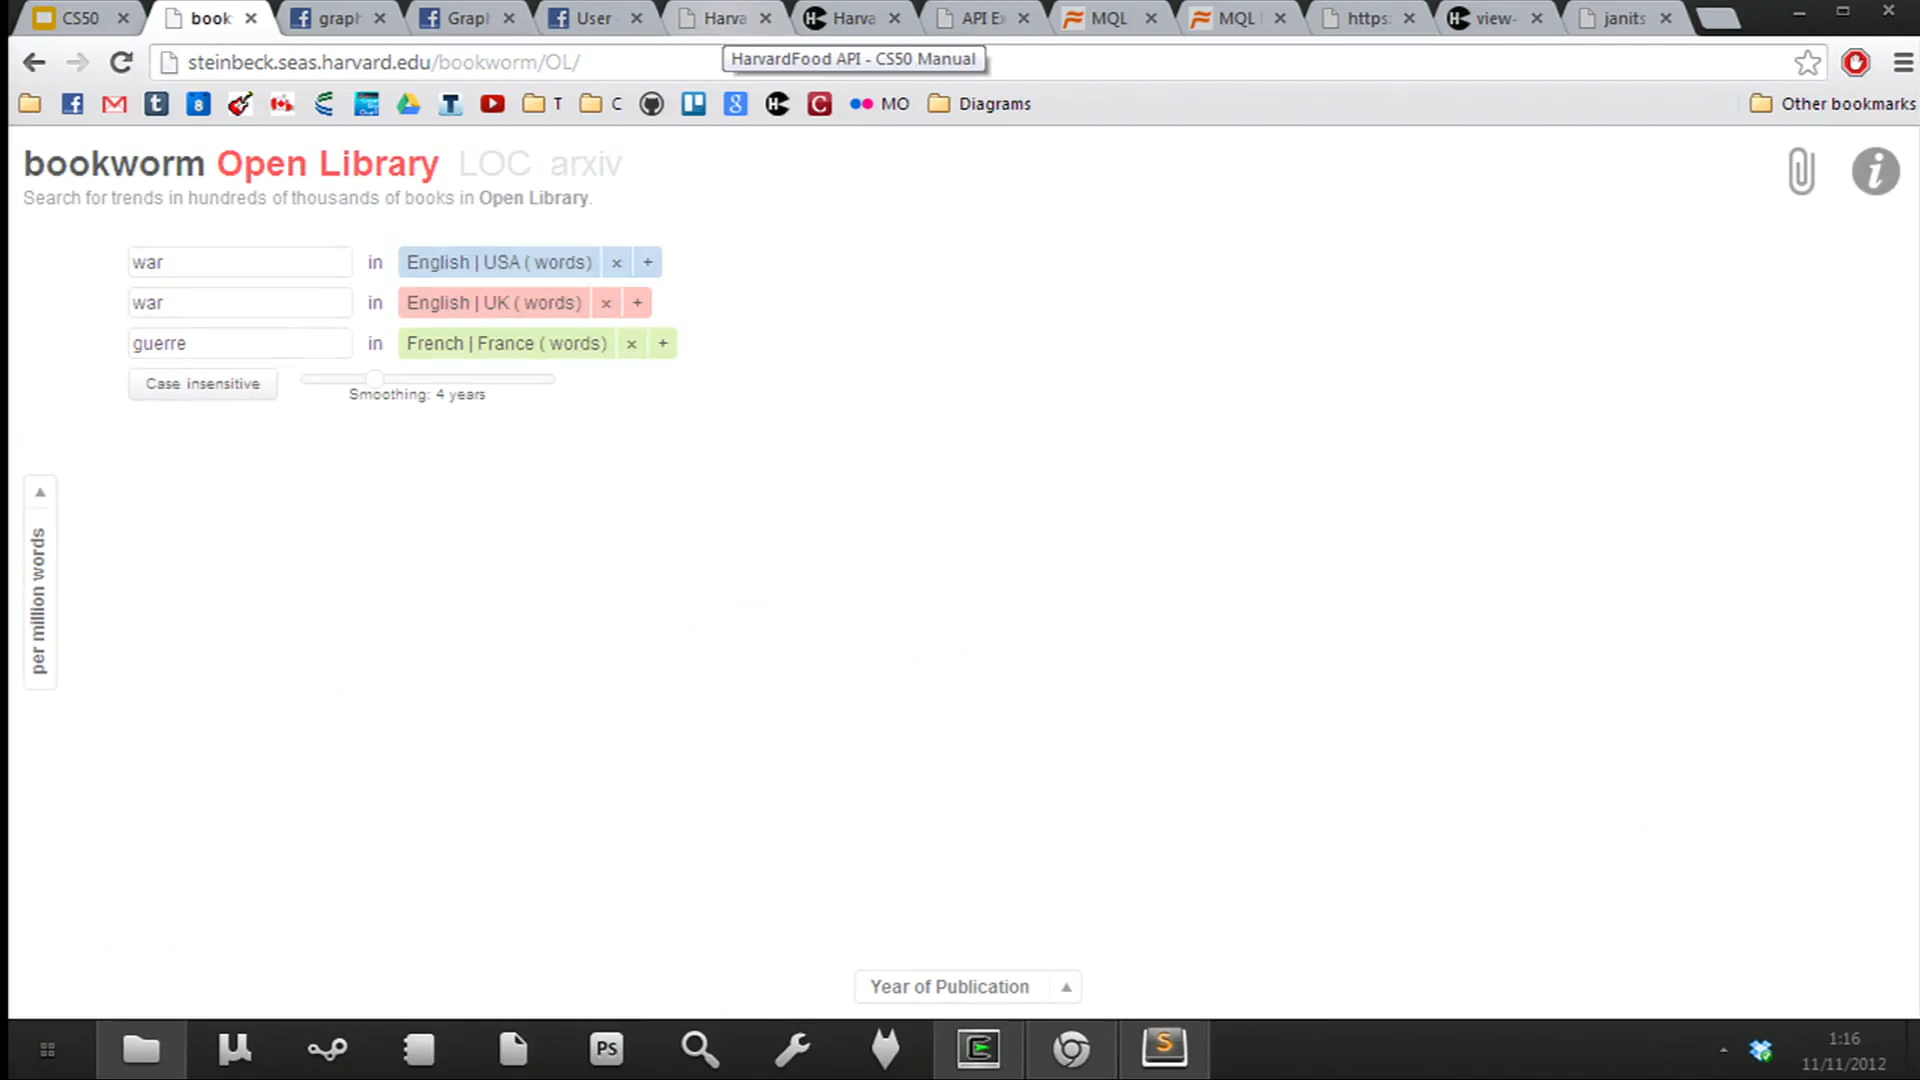 CS50
book
graph
Graph
User
Harva
Harva
API Ex
MQL
MQL
https:
view-
janits
steinbeck.seas.harvard.edu/bookworm/OL/
HarvardFood API - CS50 Manual
T
C
MO
Diagrams
Other bookmarks
bookworm Open Library LOC arxiv
Search for trends in hundreds of thousands of books in Open Library.
war in English | USA ( words) × +
war in English | UK ( words) × +
guerre in French | France ( words) × +
Case insensitive
Smoothing: 4 years
per million words
Year of Publication
PS
S
1:16
11/11/2012